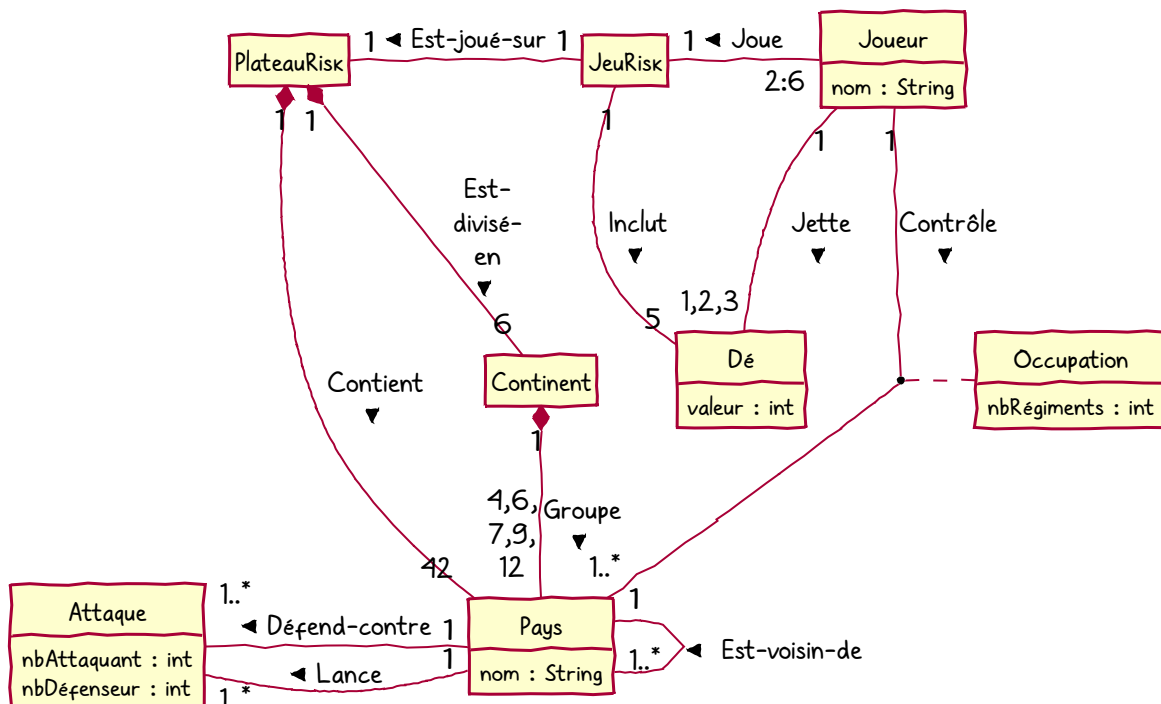 1 ◄ Est-joué-sur 1
1 ◄ Joue
Joueur
PlateauRisk
JeuRisk
2:6
nom : String
1
1
1
1
1
Est-
divisé-
en
▼
Inclut
▼
Jette
▼
Contrôle
▼
1,2,3
6
5
Dé
valeur : int
Occupation
nbRégiments : int
Contient
▼
Continent
1
4,6,
7,9,
12
Groupe
▼
1..*
42
1..*
Attaque
nbAttaquant : int
nbDéfenseur : int
◄ Défend-contre 1
◄ Lance
1
1 *
Pays
nom : String
1
1..*
◄ Est-voisin-de